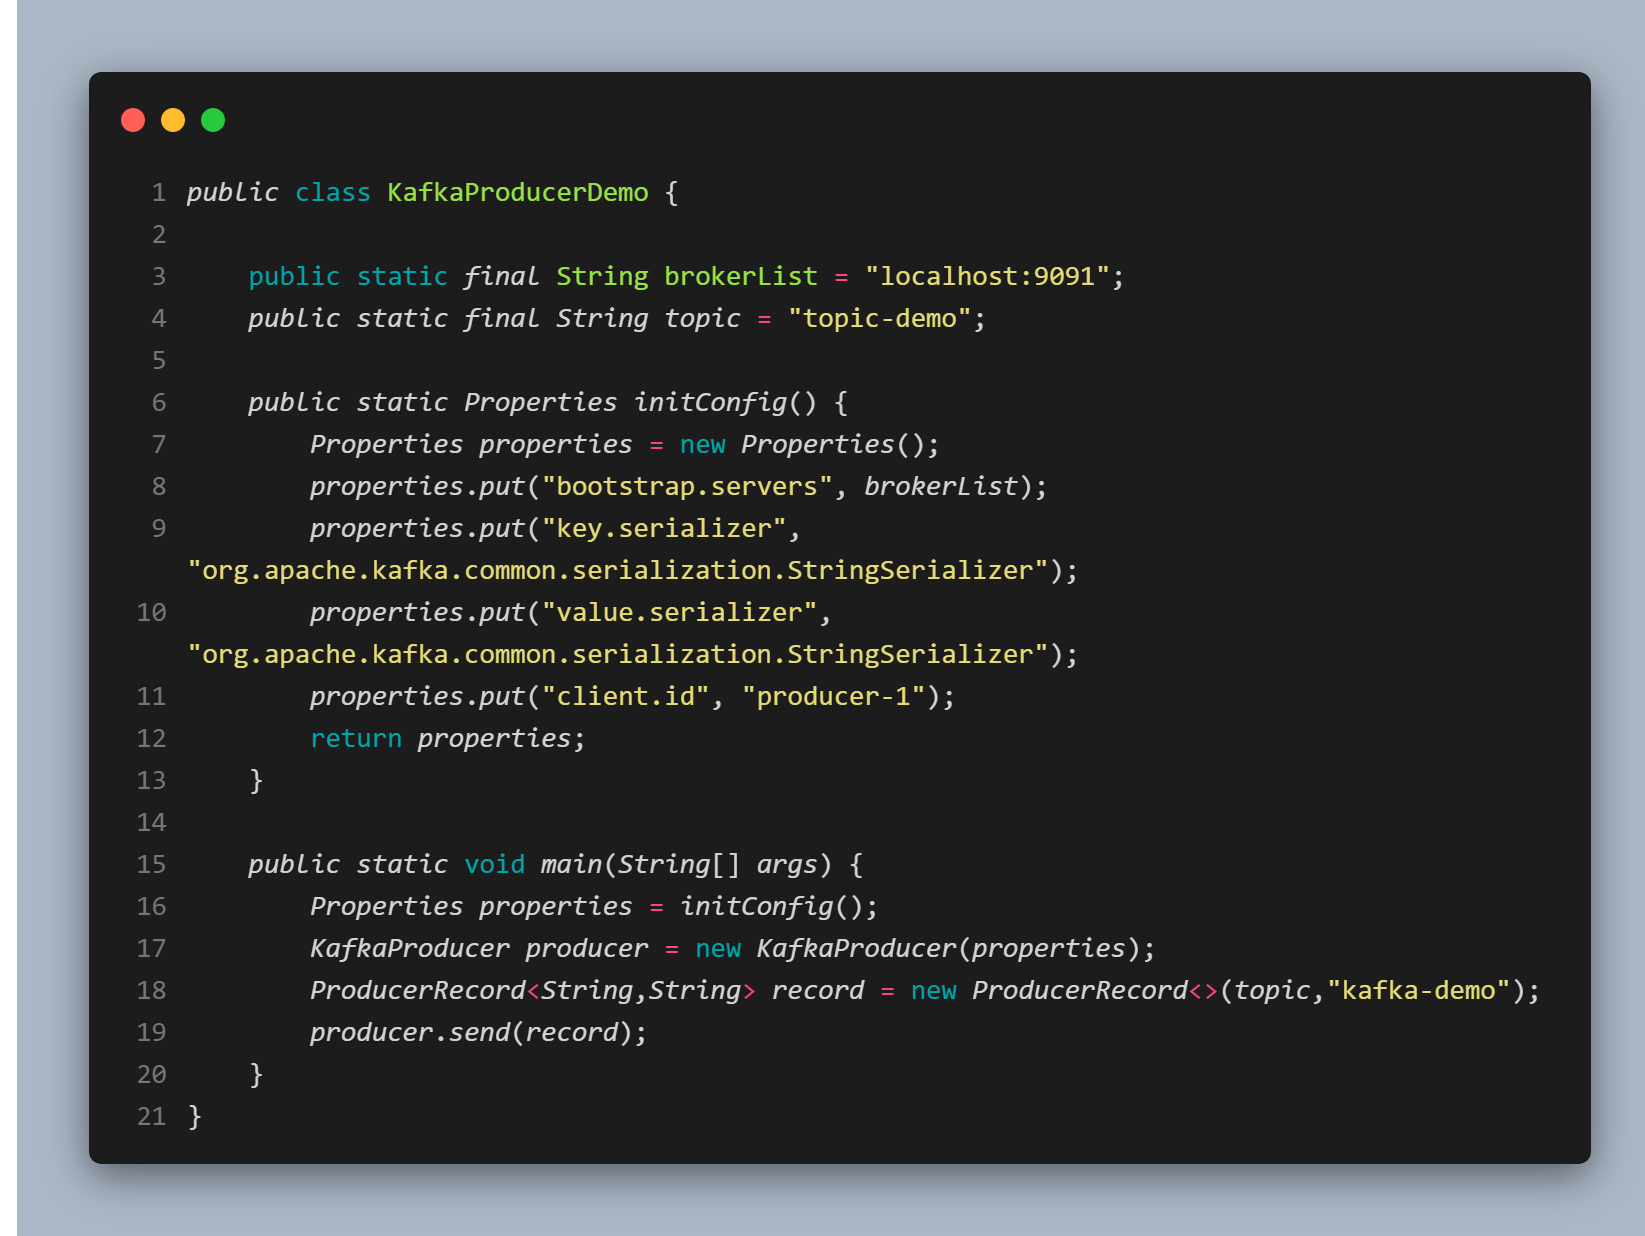 1 public class KafkaProducerDemo {
2
3     public static final String brokerList = "localhost:9091";
4     public static final String topic = "topic-demo";
5
6     public static Properties initConfig() {
7         Properties properties = new Properties();
8         properties.put("bootstrap.servers", brokerList);
9         properties.put("key.serializer",
"org.apache.kafka.common.serialization.StringSerializer");
10         properties.put("value.serializer",
"org.apache.kafka.common.serialization.StringSerializer");
11         properties.put("client.id", "producer-1");
12         return properties;
13     }
14
15     public static void main(String[] args) {
16         Properties properties = initConfig();
17         KafkaProducer producer = new KafkaProducer(properties);
18         ProducerRecord<String,String> record = new ProducerRecord<>(topic,"kafka-demo");
19         producer.send(record);
20     }
21 }